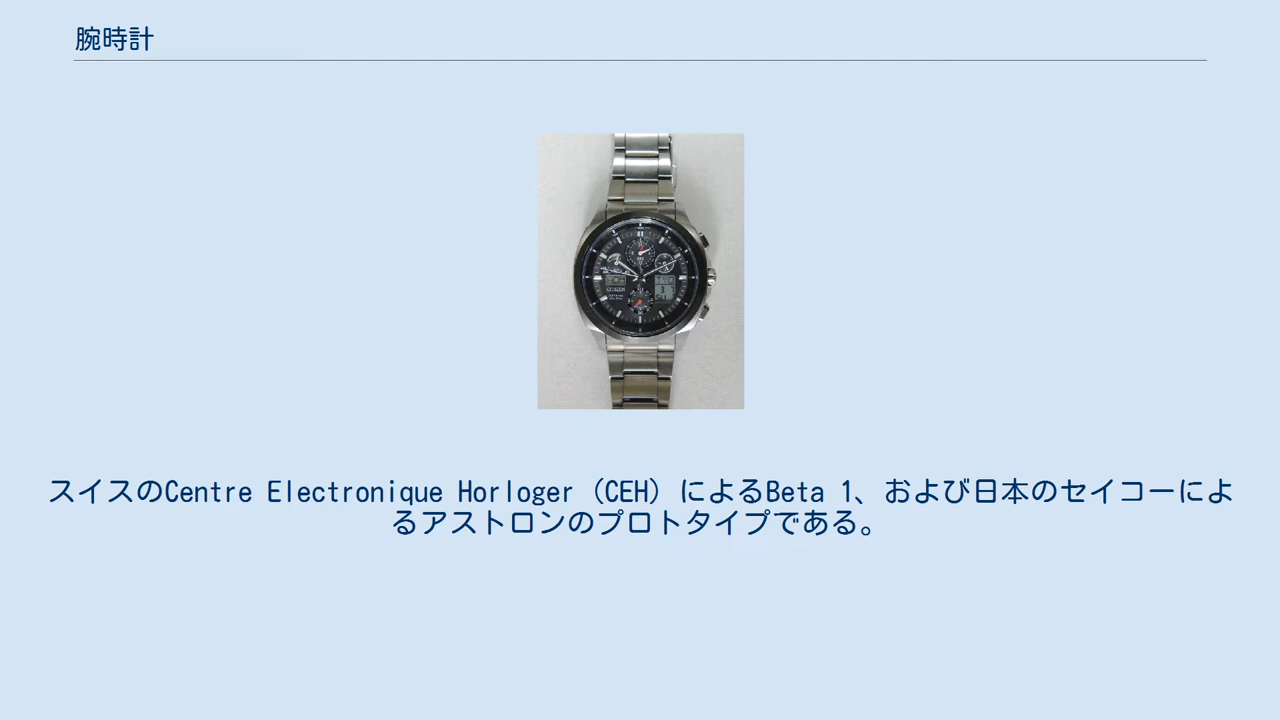 腕時計
CITIZEN
スイスのCentre Electronique Horloger（CEH）によるBeta 1、および日本のセイコーによ
るアストロンのプロトタイプである。